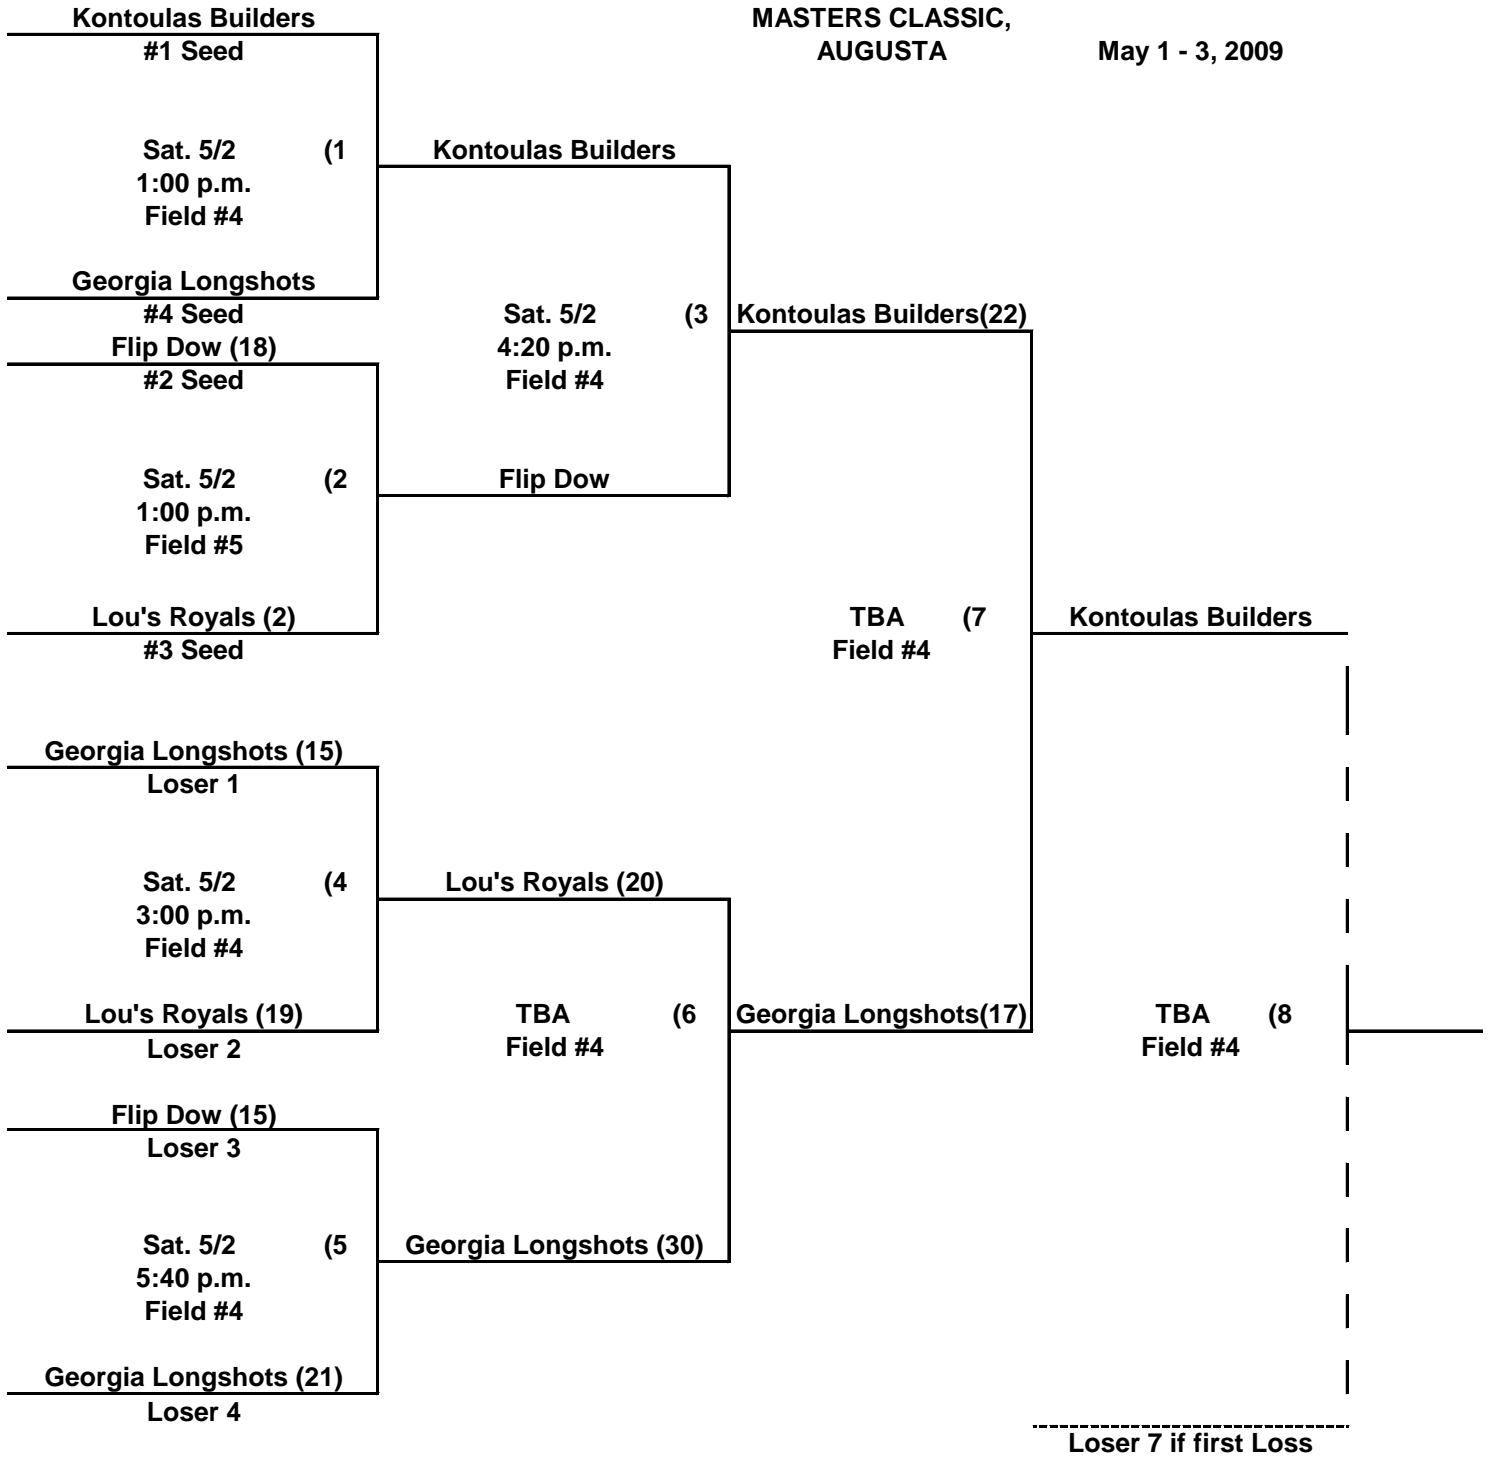 Kontoulas Builders
#1 Seed
MASTERS CLASSIC,
AUGUSTA
May 1 - 3, 2009
Sat. 5/2 (1
1:00 p.m.
Field #4
Kontoulas Builders
Georgia Longshots
#4 Seed
Flip Dow (18)
#2 Seed
Sat. 5/2 (3
4:20 p.m.
Field #4
Kontoulas Builders(22)
Sat. 5/2 (2
1:00 p.m.
Field #5
Flip Dow
Lou's Royals (2)
#3 Seed
TBA (7
Field #4
Kontoulas Builders
Georgia Longshots (15)
Loser 1
Sat. 5/2 (4
3:00 p.m.
Field #4
Lou's Royals (20)
Lou's Royals (19)
Loser 2
TBA (6
Field #4
Georgia Longshots(17)
TBA (8
Field #4
Flip Dow (15)
Loser 3
Sat. 5/2 (5
5:40 p.m.
Field #4
Georgia Longshots (30)
Georgia Longshots (21)
Loser 4
Loser 7 if first Loss